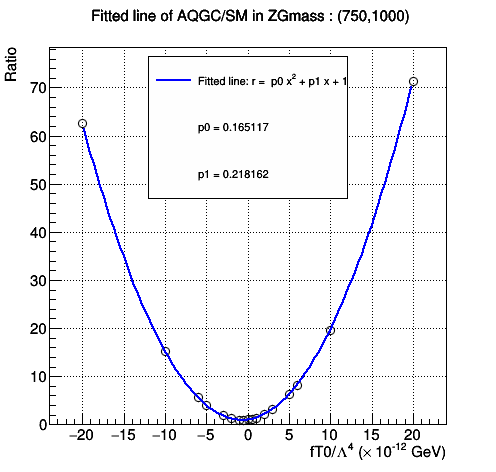 Fitted line of AQGC/SM in ZGmass : (750,1000)
Ratio
Fitted line: r = p0 x² + p1 x + 1
p0 = 0.165117
p1 = 0.218162
70
60
50
40
30
20
10
0
−20 −15 −10 −5 0 5 10 15 20
fT0/Λ⁴ (× 10⁻¹² GeV)